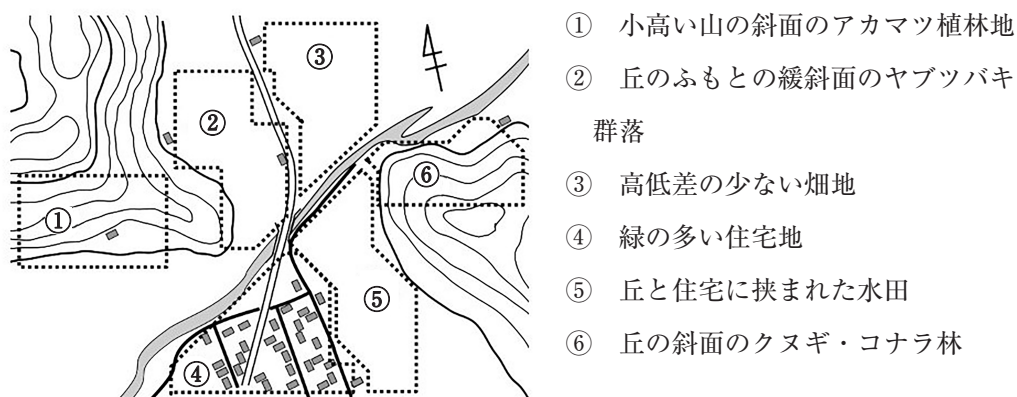 ③
②
⑥
①
⑤
④
① 小高い山の斜面のアカマツ植林地
② 丘のふもとの緩斜面のヤブツバキ
群落
③ 高低差の少ない畑地
④ 緑の多い住宅地
⑤ 丘と住宅に挟まれた水田
⑥ 丘の斜面のクヌギ・コナラ林